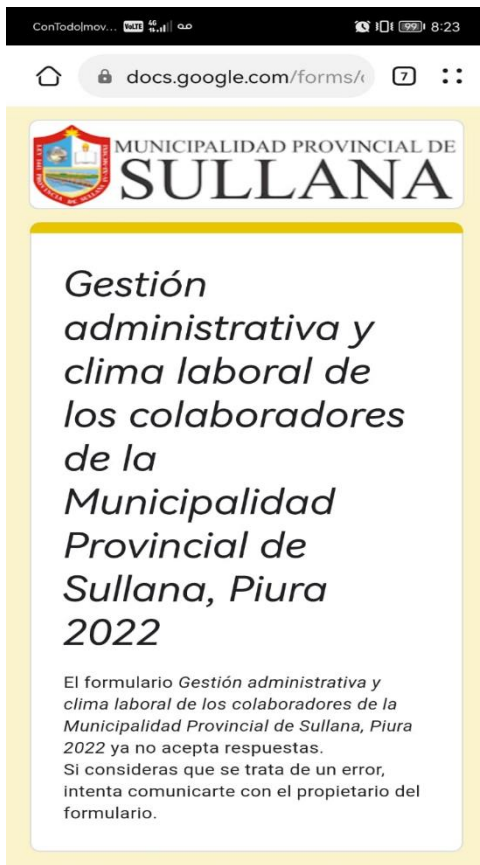 ConTodo|mov... VoLTE 4G 99 8:23
docs.google.com/forms/ 7
MUNICIPALIDAD PROVINCIAL DE
SULLANA
Gestión
administrativa y
clima laboral de
los colaboradores
de la
Municipalidad
Provincial de
Sullana, Piura
2022
El formulario Gestión administrativa y
clima laboral de los colaboradores de la
Municipalidad Provincial de Sullana, Piura
2022 ya no acepta respuestas.
Si consideras que se trata de un error,
intenta comunicarte con el propietario del
formulario.